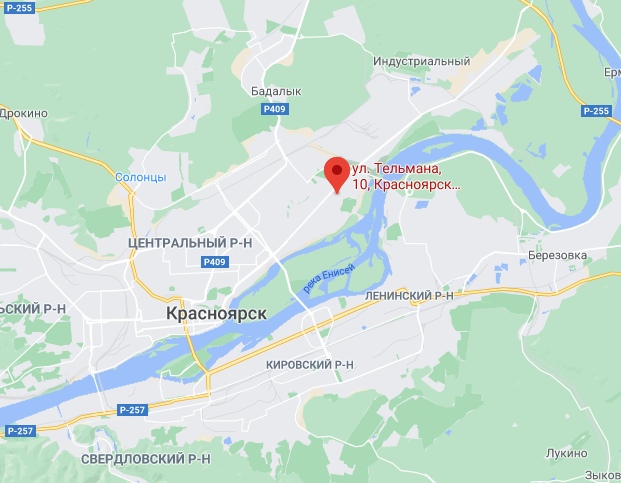 Р-255
Индустриальный
Ерм
Бадалык
Р409
Р-255
Дрокино
ул. Тельмана,
10, Красноярск...
Солонцы
ЦЕНТРАЛЬНЫЙ Р-Н
Березовка
Р409
река Енисей
ЛЕНИНСКИЙ Р-Н
ЬСКИЙ Р-Н
Красноярск
КИРОВСКИЙ Р-Н
Р-257
Р-257
СВЕРДЛОВСКИЙ Р-Н
Лукино
Зыков